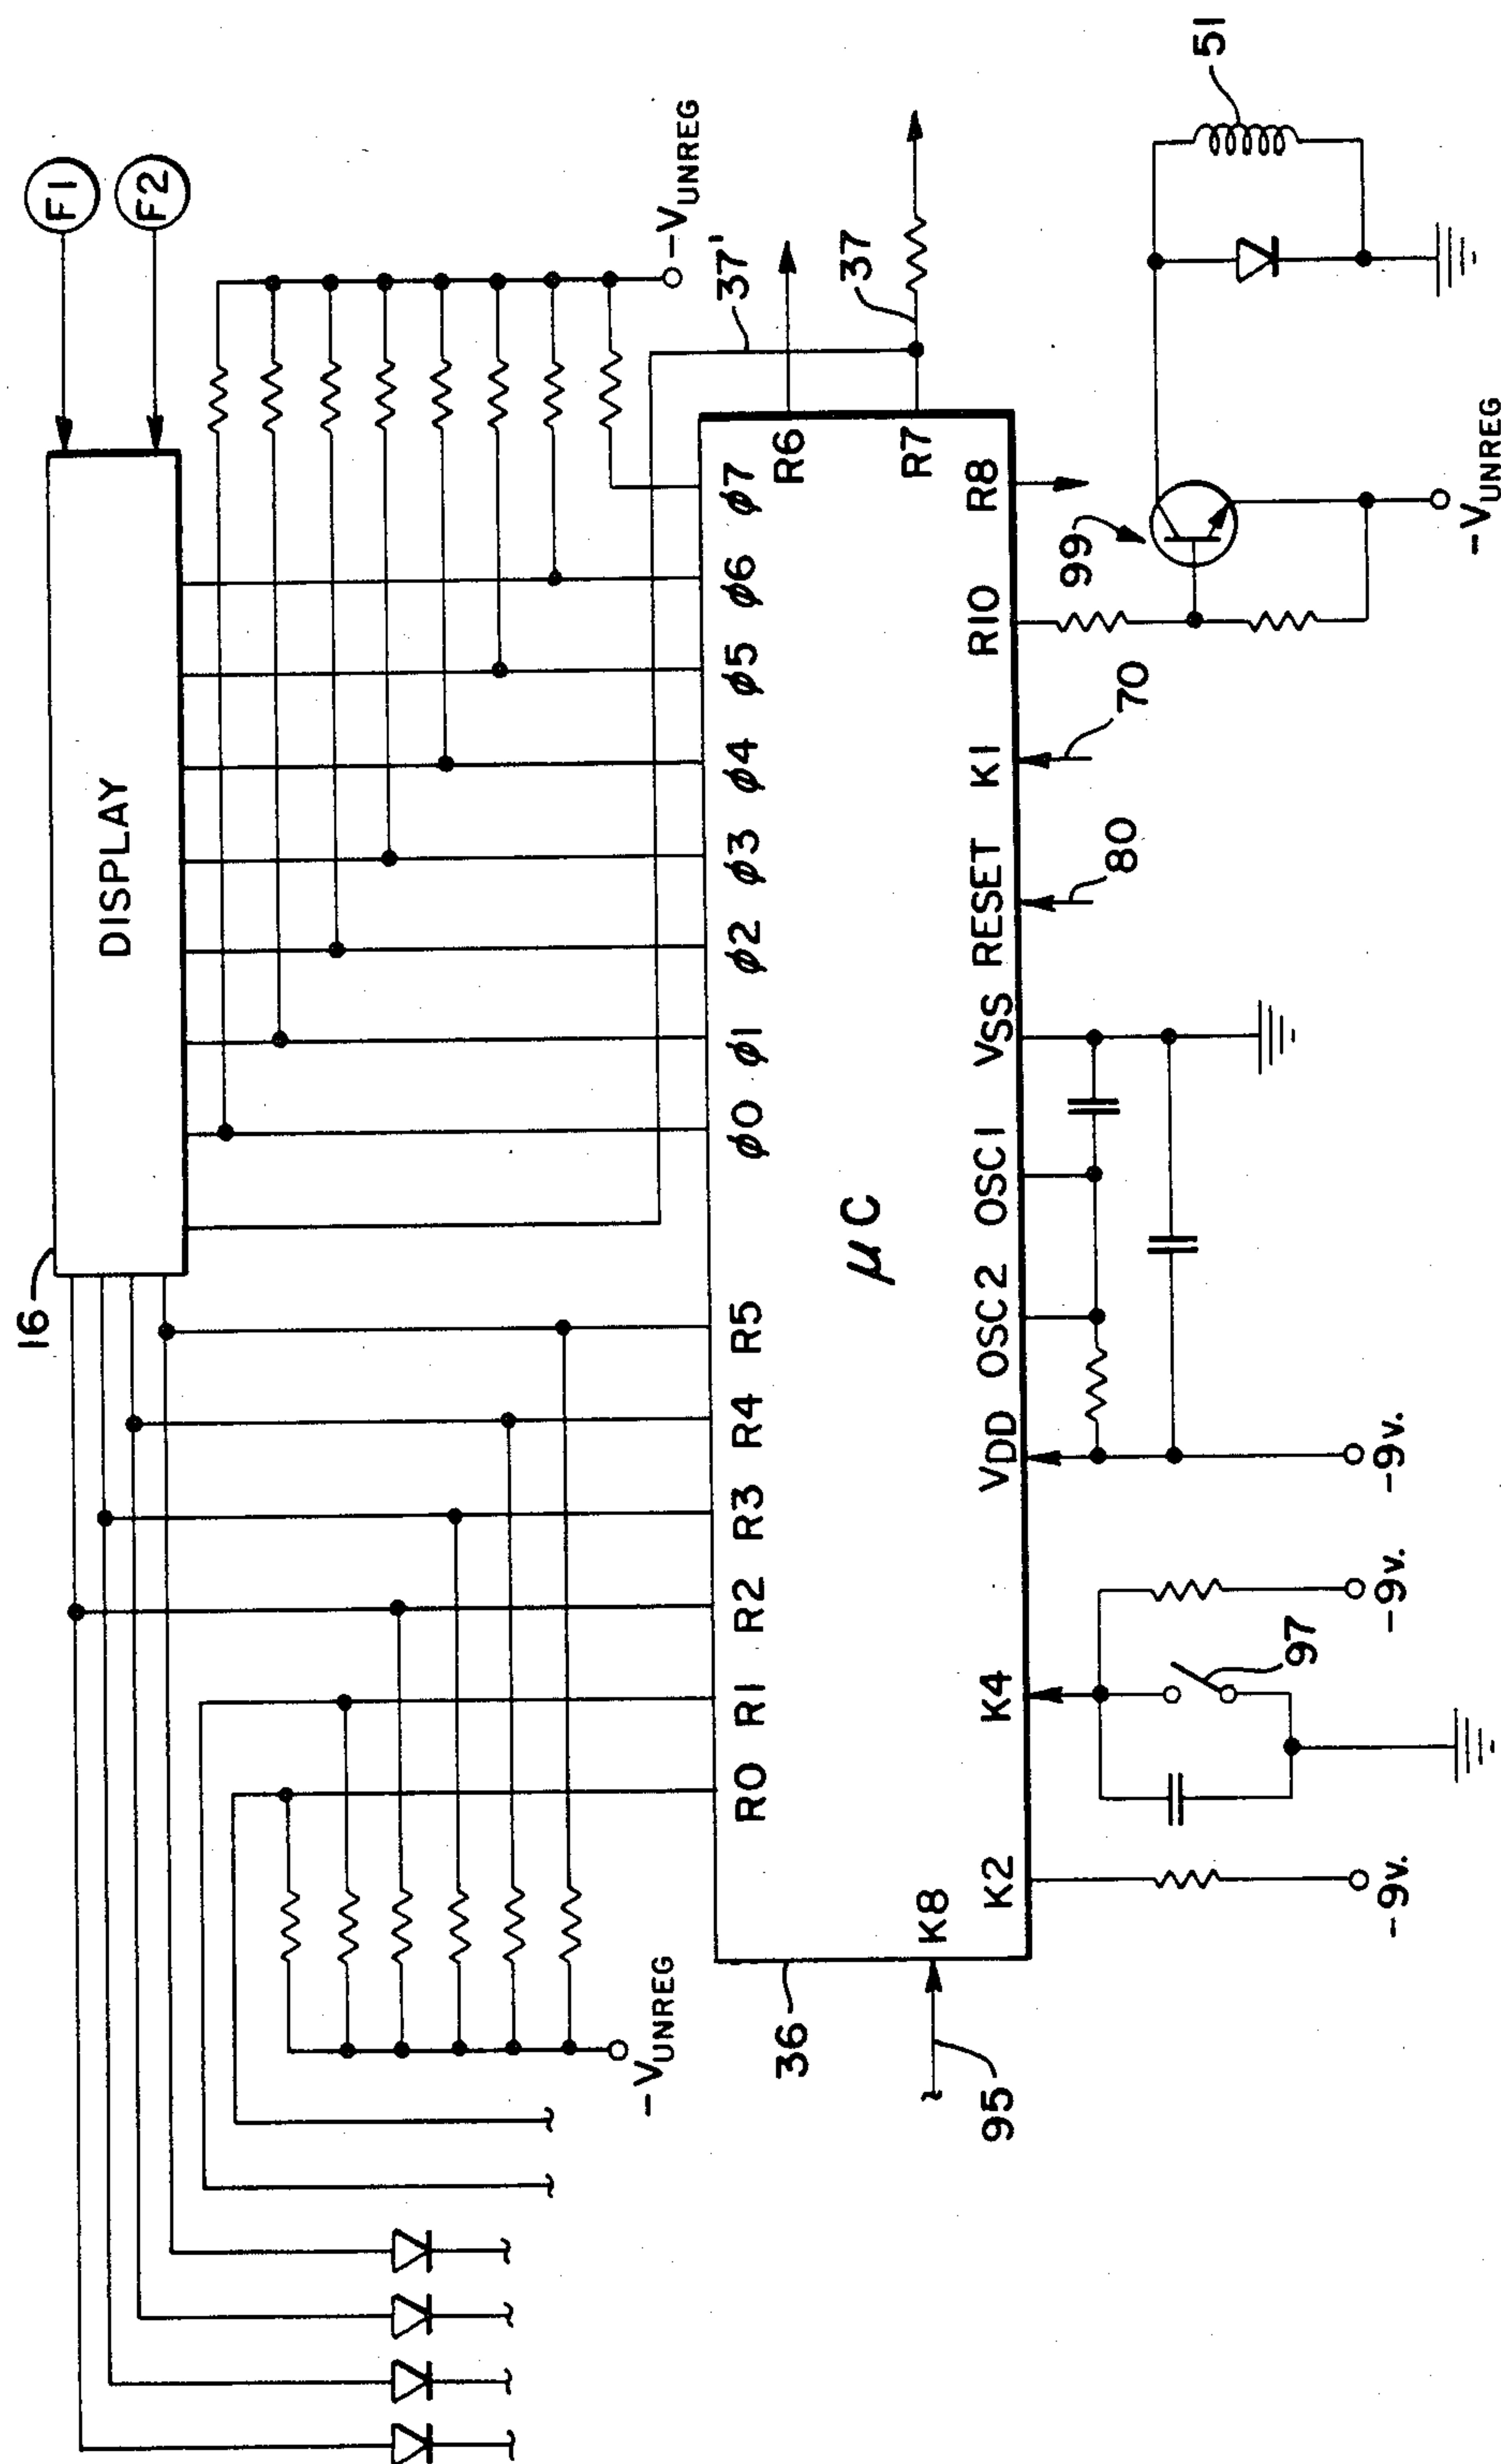 F1
F2
16
DISPLAY
-VUNREG
37'
37
R0 R1 R2 R3 R4 R5 ϕ0 ϕ1 ϕ2 ϕ3 ϕ4 ϕ5 ϕ6 ϕ7
R6
R7
-VUNREG
36
μC
K8
95
K2 K4 VDD OSC2 OSC1 VSS RESET K1 R10 R8
97
80
70
99
51
-9v.
-9v.
-9v.
-VUNREG